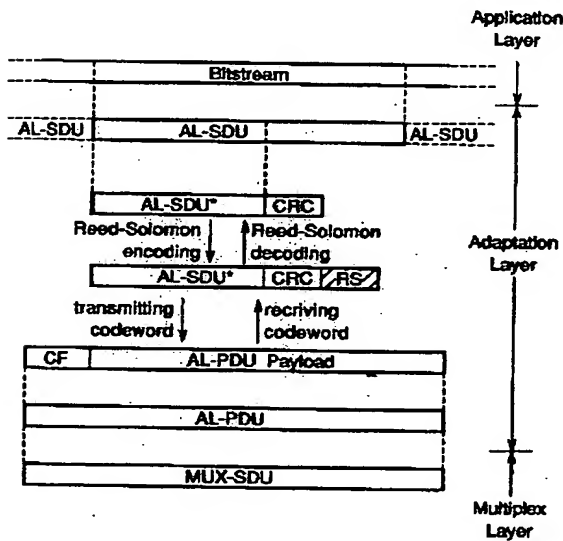 Application
Layer
Bitstream
AL-SDU AL-SDU AL-SDU
AL-SDU* CRC
Reed-Solomon encoding
Reed-Solomon decoding
Adaptation
Layer
AL-SDU* CRC RS
transmitting codeword
recriving codeword
CF AL-PDU Payload
AL-PDU
MUX-SDU
Multiplex
Layer